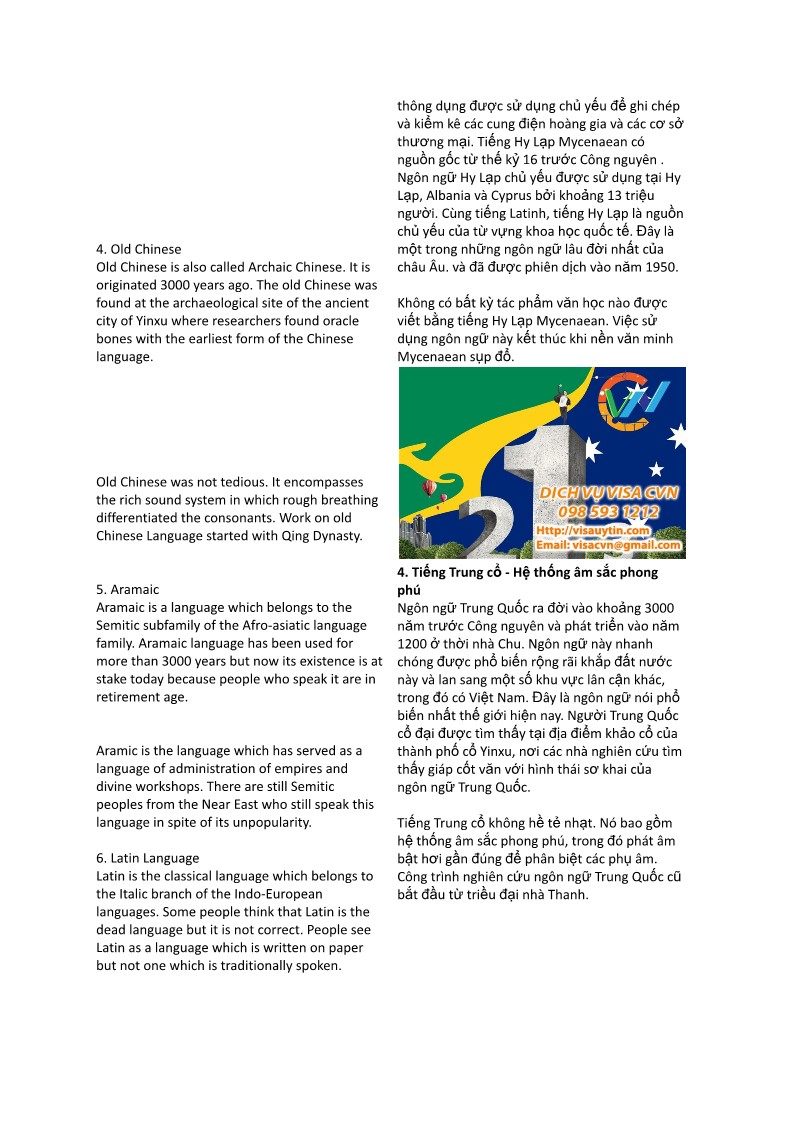 4. Old Chinese
Old Chinese is also called Archaic Chinese. It is
originated 3000 years ago. The old Chinese was
found at the archaeological site of the ancient
city of Yinxu where researchers found oracle
bones with the earliest form of the Chinese
language.
Old Chinese was not tedious. It encompasses
the rich sound system in which rough breathing
differentiated the consonants. Work on old
Chinese Language started with Qing Dynasty.
5. Aramaic
Aramaic is a language which belongs to the
Semitic subfamily of the Afro-asiatic language
family. Aramaic language has been used for
more than 3000 years but now its existence is at
stake today because people who speak it are in
retirement age.
Aramic is the language which has served as a
language of administration of empires and
divine workshops. There are still Semitic
peoples from the Near East who still speak this
language in spite of its unpopularity.
6. Latin Language
Latin is the classical language which belongs to
the Italic branch of the Indo-European
languages. Some people think that Latin is the
dead language but it is not correct. People see
Latin as a language which is written on paper
but not one which is traditionally spoken.
thông dụng được sử dụng chủ yếu để ghi chép
và kiểm kê các cung điện hoàng gia và các cơ sở
thương mại. Tiếng Hy Lạp Mycenaean có
nguồn gốc từ thế kỷ 16 trước Công nguyên .
Ngôn ngữ Hy Lạp chủ yếu được sử dụng tại Hy
Lạp, Albania và Cyprus bởi khoảng 13 triệu
người. Cùng tiếng Latinh, tiếng Hy Lạp là nguồn
chủ yếu của từ vựng khoa học quốc tế. Đây là
một trong những ngôn ngữ lâu đời nhất của
châu Âu. và đã được phiên dịch vào năm 1950.
Không có bất kỳ tác phẩm văn học nào được
viết bằng tiếng Hy Lạp Mycenaean. Việc sử
dụng ngôn ngữ này kết thúc khi nền văn minh
Mycenaean sụp đổ.
CVN
21
DỊCH VỤ VISA CVN
098 593 1212
Http://visauytin.com
Email: visacvn@gmail.com
4. Tiếng Trung cổ - Hệ thống âm sắc phong
phú
Ngôn ngữ Trung Quốc ra đời vào khoảng 3000
năm trước Công nguyên và phát triển vào năm
1200 ở thời nhà Chu. Ngôn ngữ này nhanh
chóng được phổ biến rộng rãi khắp đất nước
này và lan sang một số khu vực lân cận khác,
trong đó có Việt Nam. Đây là ngôn ngữ nói phổ
biến nhất thế giới hiện nay. Người Trung Quốc
cổ đại được tìm thấy tại địa điểm khảo cổ của
thành phố cổ Yinxu, nơi các nhà nghiên cứu tìm
thấy giáp cốt văn với hình thái sơ khai của
ngôn ngữ Trung Quốc.
Tiếng Trung cổ không hề tẻ nhạt. Nó bao gồm
hệ thống âm sắc phong phú, trong đó phát âm
bật hơi gần đúng để phân biệt các phụ âm.
Công trình nghiên cứu ngôn ngữ Trung Quốc cũ
bắt đầu từ triều đại nhà Thanh.